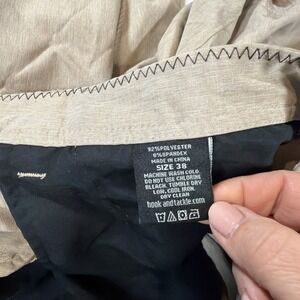 92%POLYESTER
8%SPANDEX
MADE IN CHINA
SIZE 38
MACHINE WASH COLD.
DO NOT USE CHLORINE
BLEACH. TUMBLE DRY
LOW. COOL IRON.
DRY CLEAN
hookandtackle.com